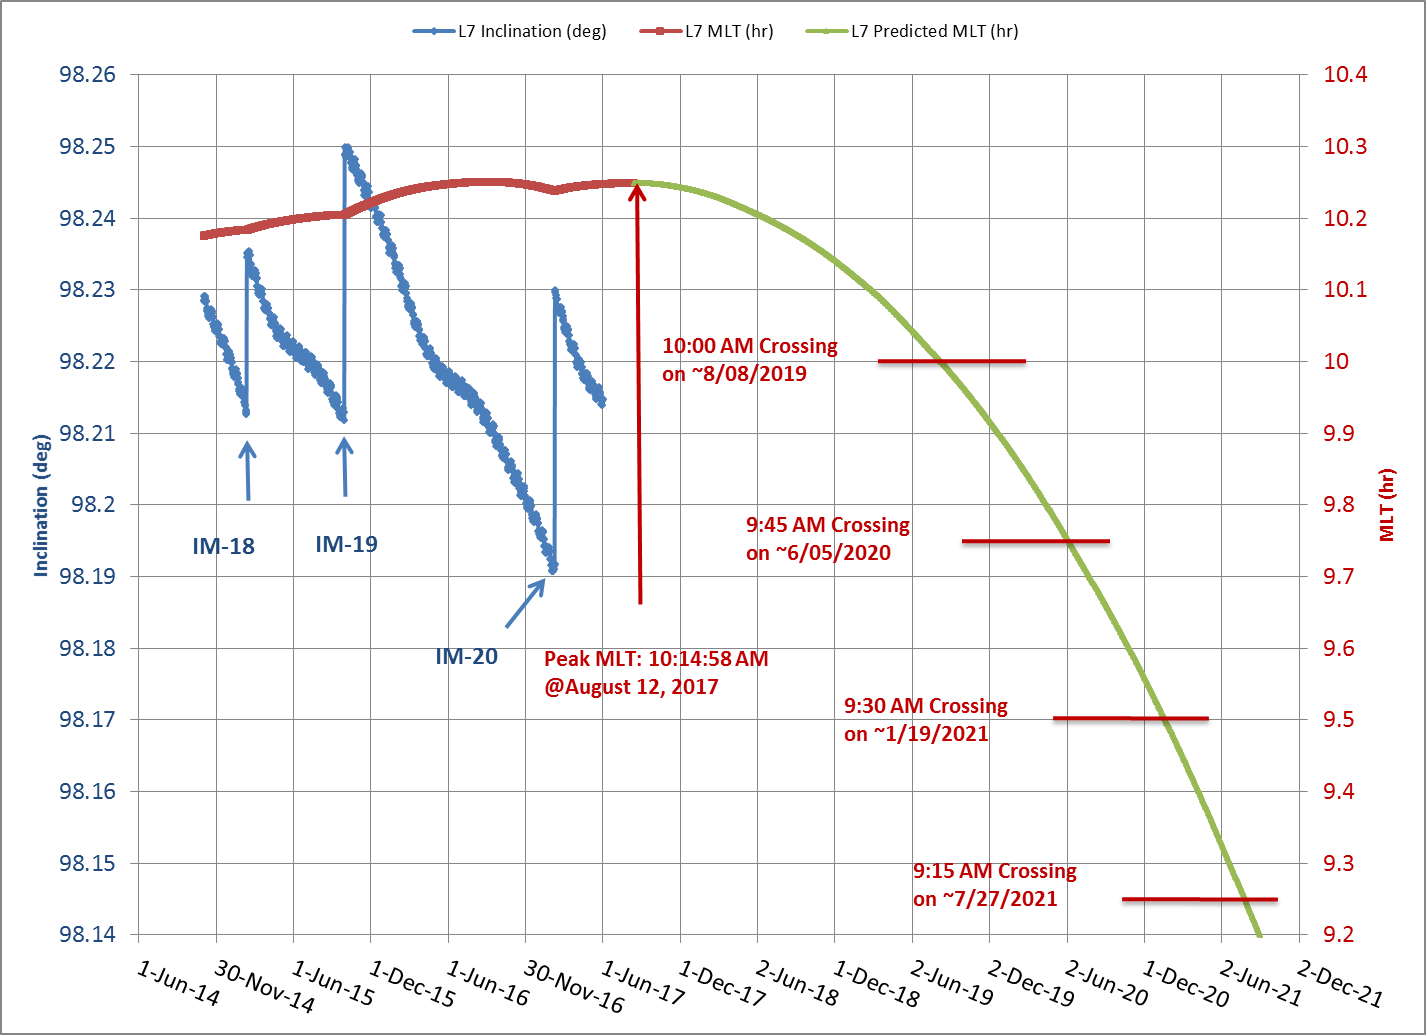 L7 Inclination (deg) L7 MLT (hr) L7 Predicted MLT (hr)
98.26 10.4
98.25 10.3
98.24 10.2
98.23 10.1
98.22 10
98.21 9.9
98.2 9.8
98.19 9.7
98.18 9.6
98.17 9.5
98.16 9.4
98.15 9.3
98.14 9.2
Inclination (deg)
MLT (hr)
10:00 AM Crossing
on ~8/08/2019
9:45 AM Crossing
on ~6/05/2020
IM-18
IM-19
IM-20
Peak MLT: 10:14:58 AM
@August 12, 2017
9:30 AM Crossing
on ~1/19/2021
9:15 AM Crossing
on ~7/27/2021
1-Jun-14
30-Nov-14
1-Jun-15
1-Dec-15
1-Jun-16
30-Nov-16
1-Jun-17
1-Dec-17
2-Jun-18
1-Dec-18
2-Jun-19
2-Dec-19
2-Jun-20
1-Dec-20
2-Jun-21
2-Dec-21